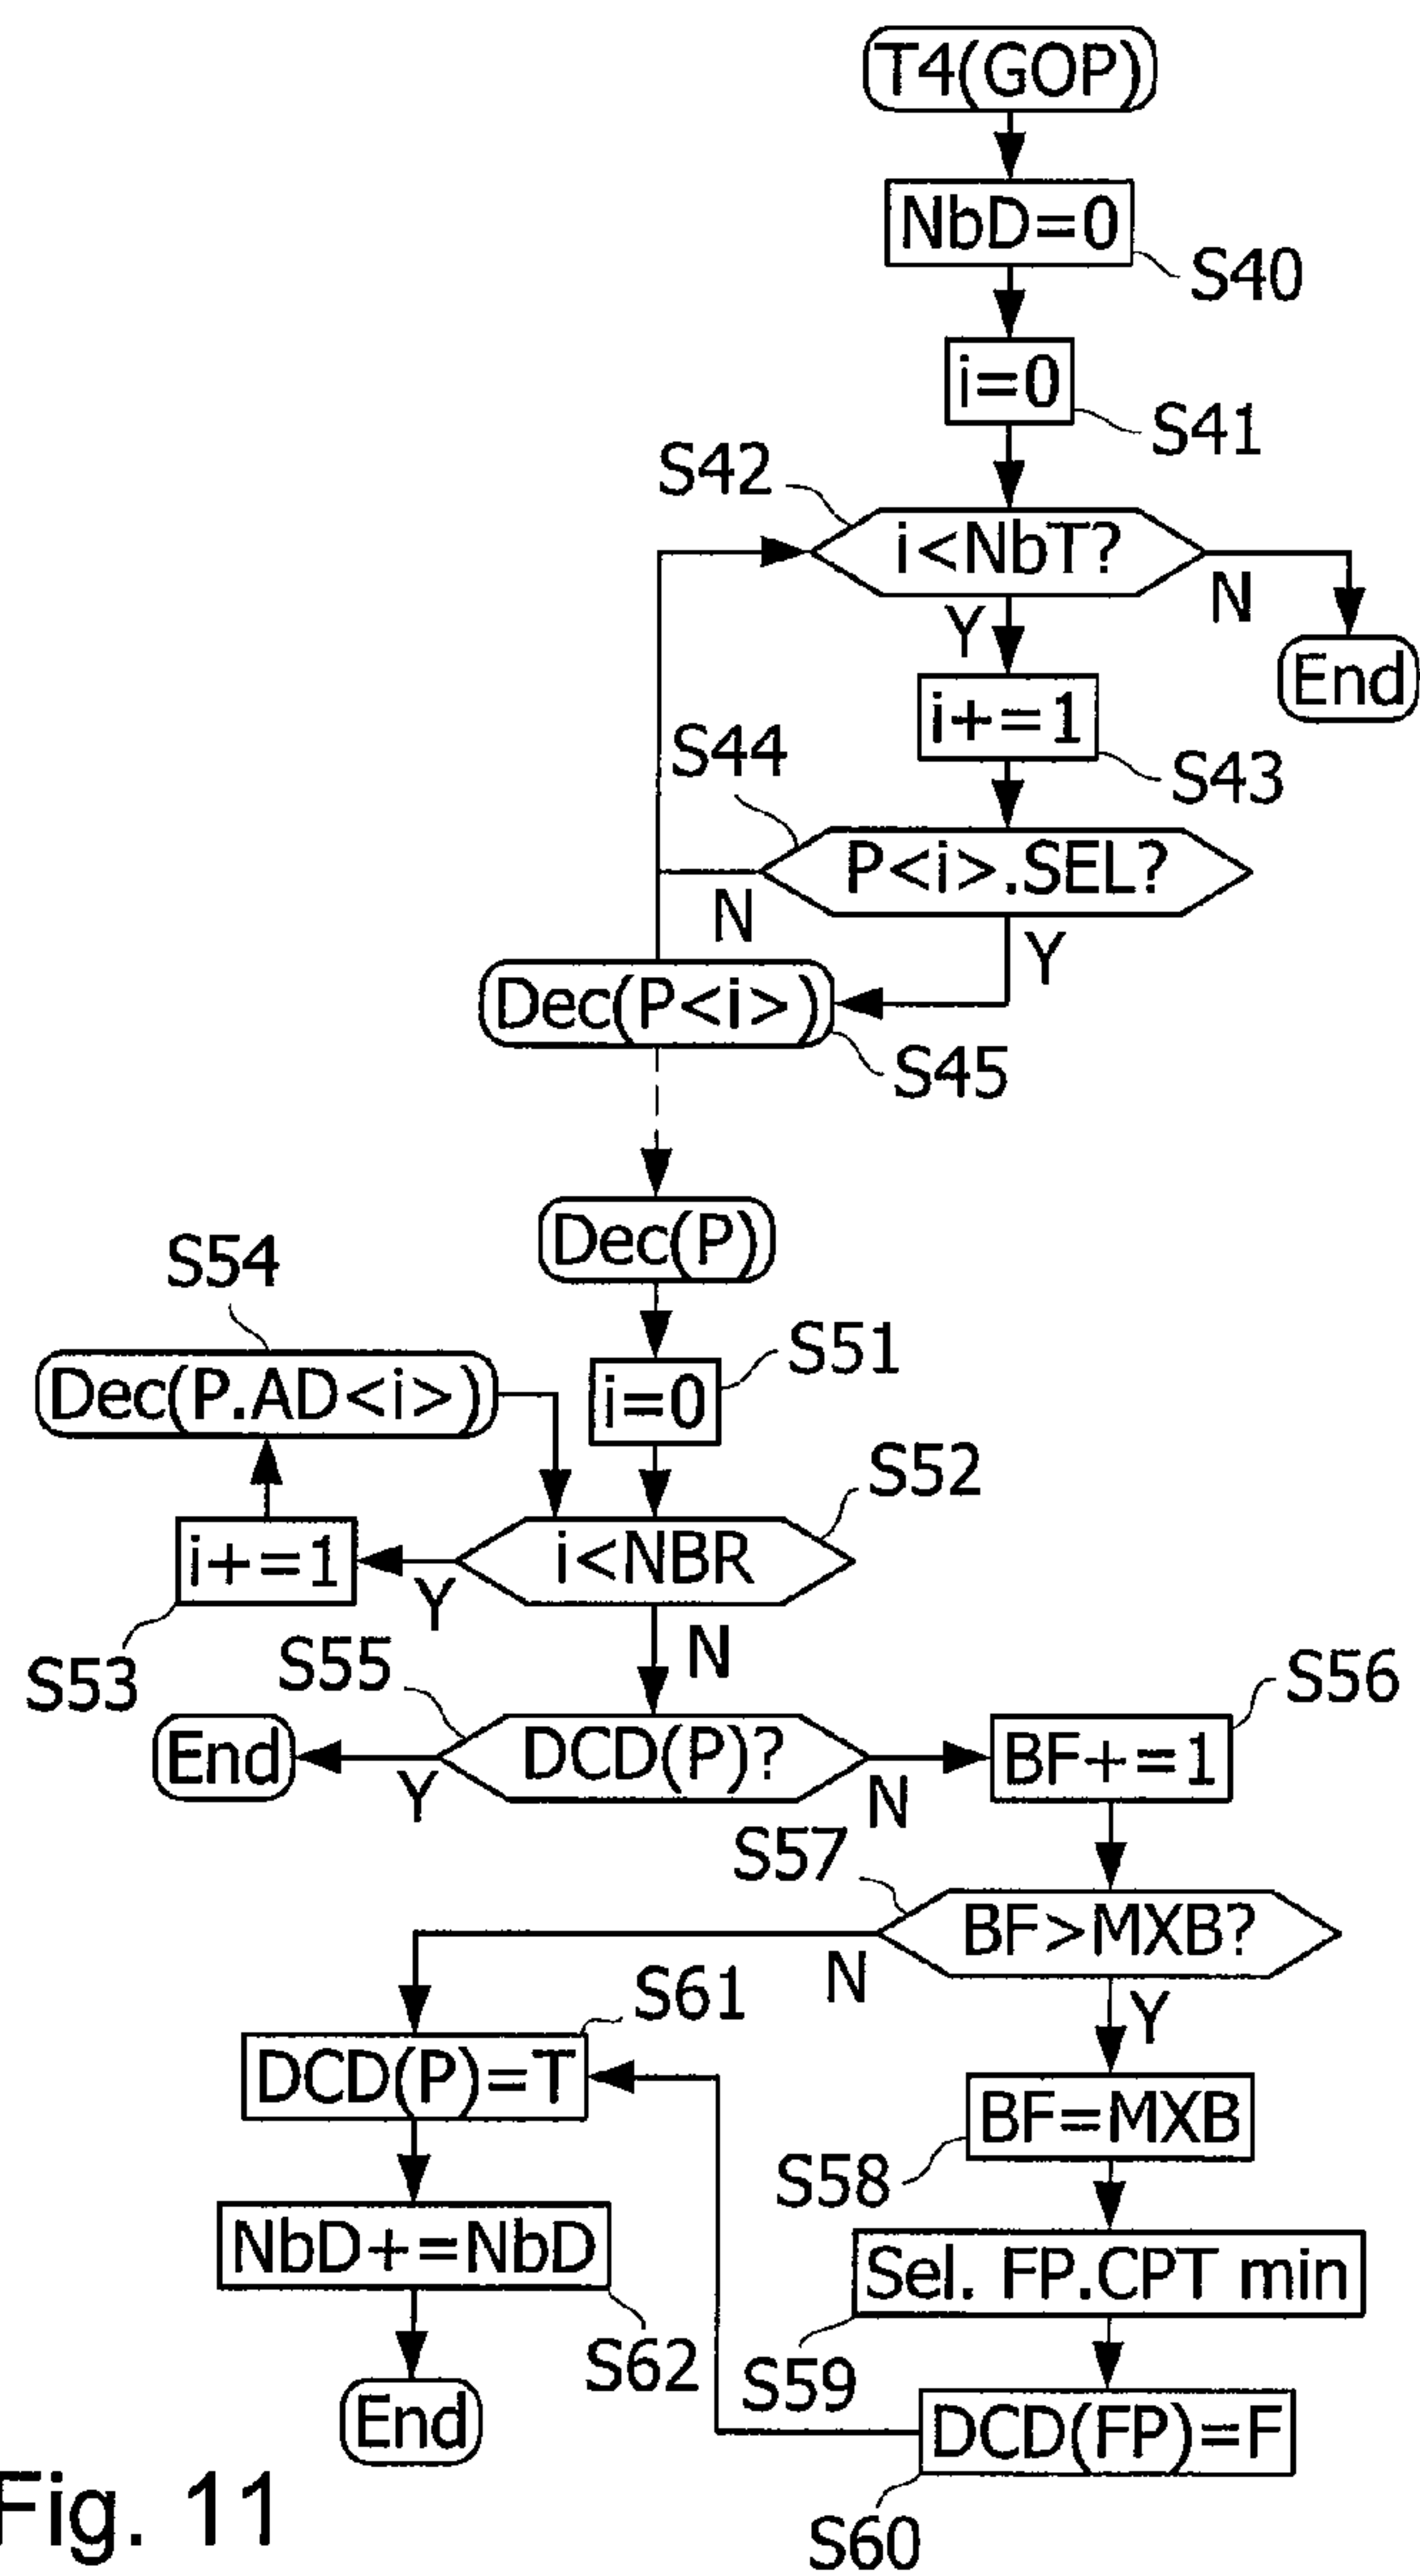 T4(GOP)
NbD=0
S40
i=0
S41
S42
i<NbT?
N
Y
End
i+=1
S43
S44
P<i>.SEL?
N
Y
Dec(P<i>)
S45
Dec(P)
S54
S51
Dec(P.AD<i>)
i=0
S52
i+=1
i<NBR
Y
S53
N
S55
S56
End
DCD(P)?
BF+=1
Y
N
S57
BF>MXB?
N
S61
Y
DCD(P)=T
BF=MXB
S58
NbD+=NbD
Sel. FP.CPT min
S62
S59
End
DCD(FP)=F
S60
Fig. 11